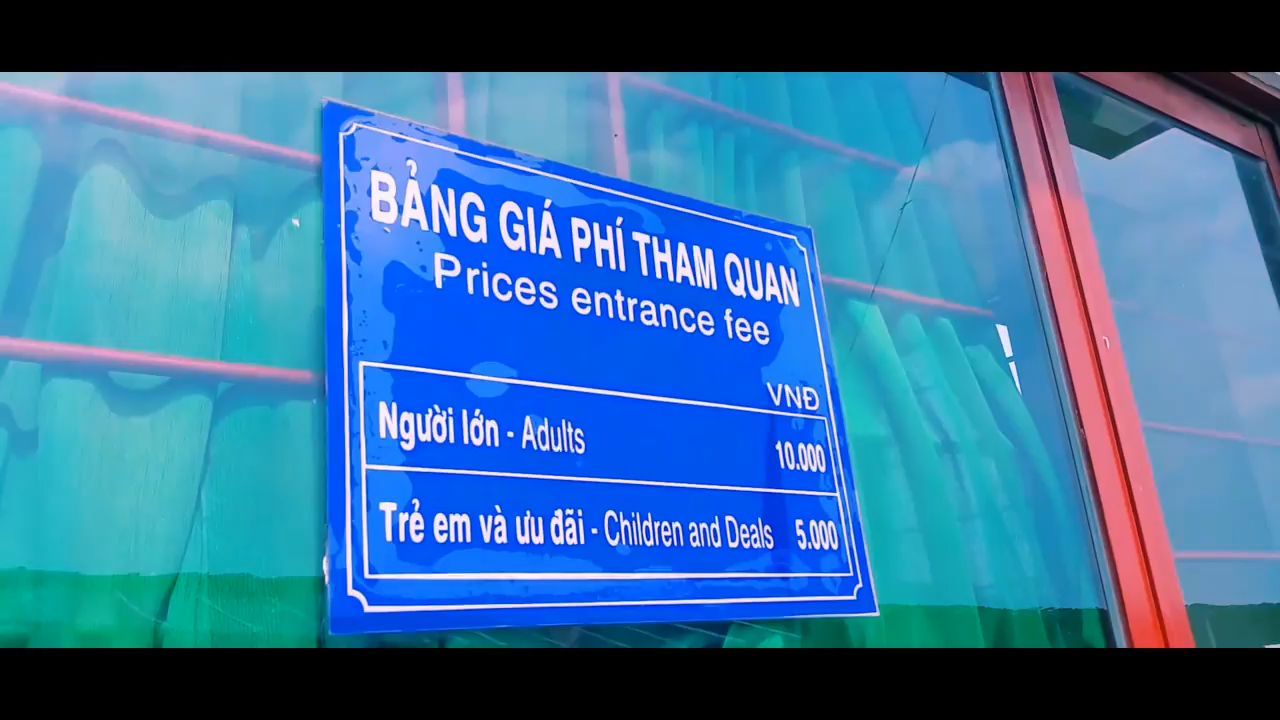 BẢNG GIÁ PHÍ THAM QUAN
Prices entrance fee
VNĐ
Người lớn - Adults 10.000
Trẻ em và ưu đãi - Children and Deals 5.000